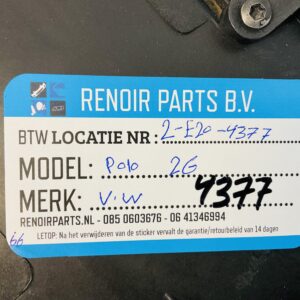 RENOIR PARTS B.V.
BTW LOCATIE NR : 2-E20-4377
MODEL: Polo 2G
MERK: V.W 4377
RENOIRPARTS.NL - 085 0603676 - 06 41346994
LETOP: Na het verwijderen van de sticker vervalt de garantie/retourbeleid van 14 dagen
66